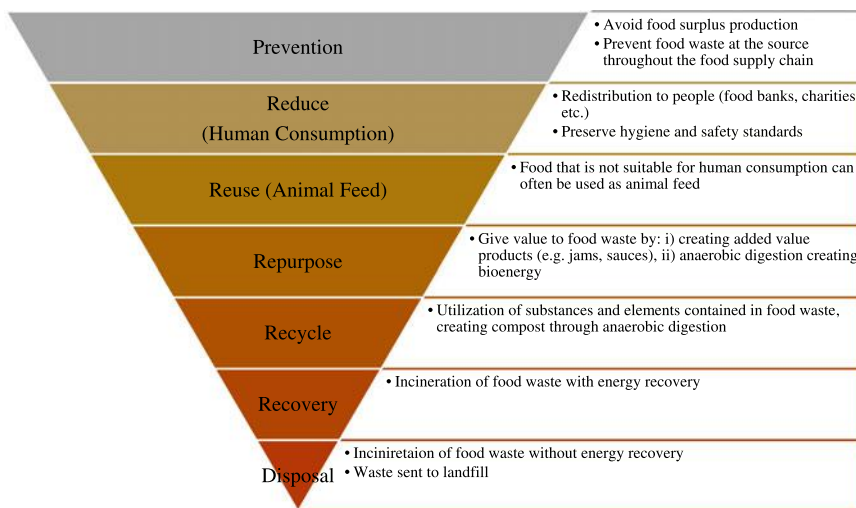 Prevention
• Avoid food surplus production
• Prevent food waste at the source
throughout the food supply chain
Reduce
(Human Consumption)
• Redistribution to people (food banks, charities
etc.)
• Preserve hygiene and safety standards
Reuse (Animal Feed)
• Food that is not suitable for human consumption can
often be used as animal feed
Repurpose
• Give value to food waste by: i) creating added value
products (e.g. jams, sauces), ii) anaerobic digestion creating
bioenergy
Recycle
• Utilization of substances and elements contained in food waste,
creating compost through anaerobic digestion
Recovery
• Incineration of food waste with energy recovery
Disposal
• Inciniretaion of food waste without energy recovery
• Waste sent to landfill